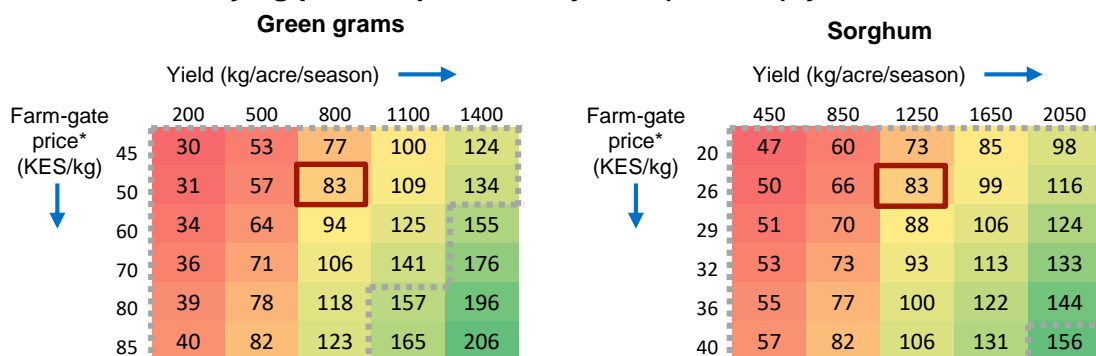 Green grams
Sorghum
Yield (kg/acre/season)
Yield (kg/acre/season)
Farm-gate price* (KES/kg)
200 500 800 1100 1400
45 30 53 77 100 124
50 31 57 83 109 134
60 34 64 94 125 155
70 36 71 106 141 176
80 39 78 118 157 196
85 40 82 123 165 206
Farm-gate price* (KES/kg)
450 850 1250 1650 2050
20 47 60 73 85 98
26 50 66 83 99 116
29 51 70 88 106 124
32 53 73 93 113 133
36 55 77 100 122 144
40 57 82 106 131 156